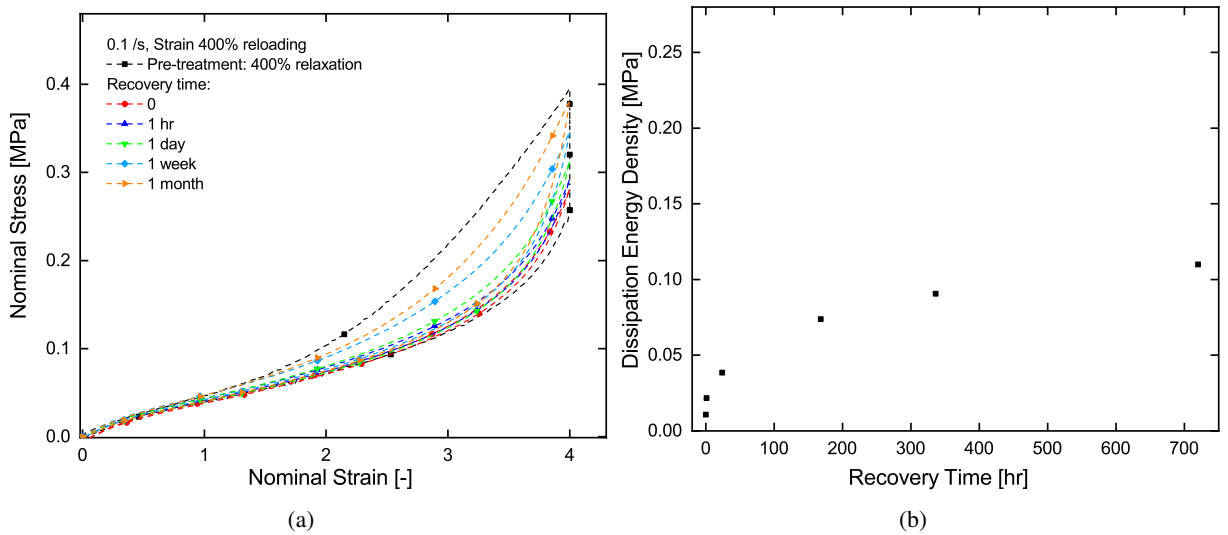 0.1 /s, Strain 400% reloading
Pre-treatment: 400% relaxation
Recovery time:
0
1 hr
1 day
1 week
1 month
Nominal Stress [MPa]
0.4
0.3
0.2
0.1
0.0
0 1 2 3 4
Nominal Strain [-]
(a)
Dissipation Energy Density [MPa]
0.25
0.20
0.15
0.10
0.05
0.00
0 100 200 300 400 500 600 700
Recovery Time [hr]
(b)